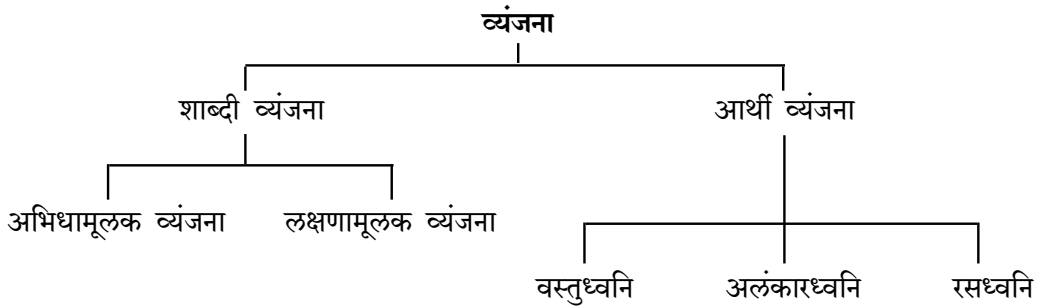 व्यंजना
शाब्दी व्यंजना आर्थी व्यंजना
अभिधामूलक व्यंजना लक्षणामूलक व्यंजना
वस्तुध्वनि अलंकारध्वनि रसध्वनि